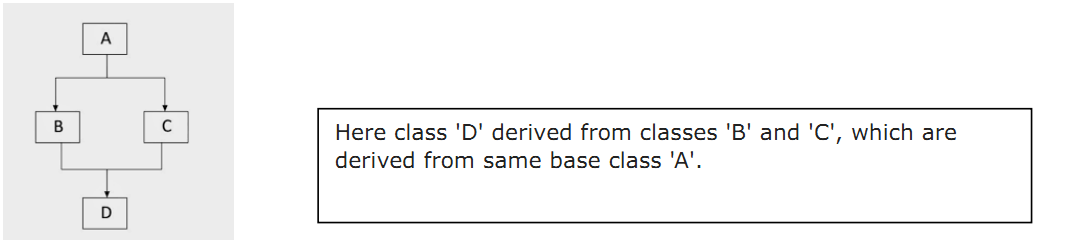 A
B
C
D
Here class 'D' derived from classes 'B' and 'C', which are
derived from same base class 'A'.